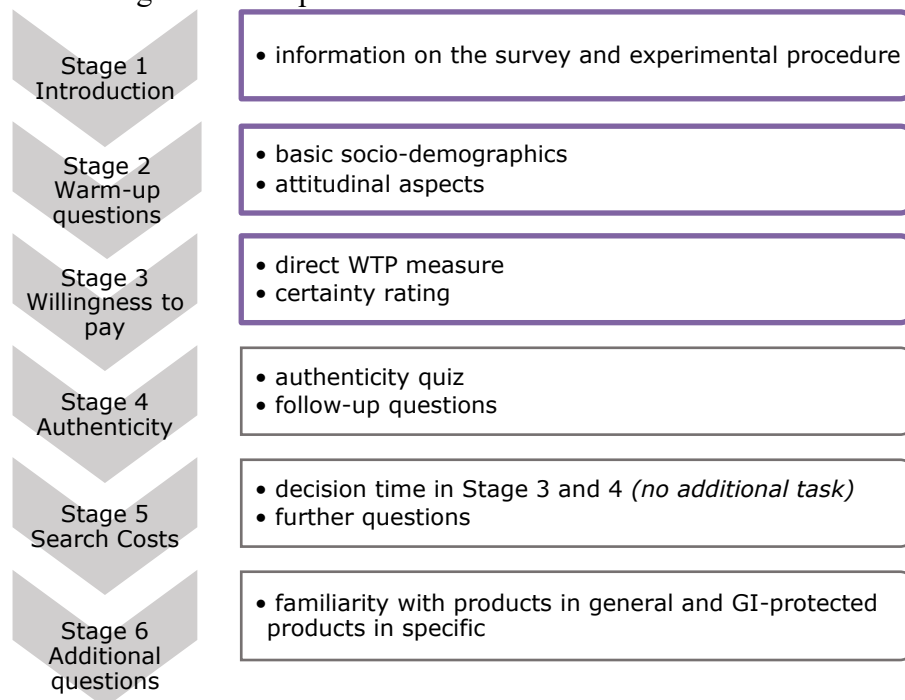 Stage 1
Introduction
• information on the survey and experimental procedure
Stage 2
Warm-up
questions
• basic socio-demographics
• attitudinal aspects
Stage 3
Willingness to
pay
• direct WTP measure
• certainty rating
Stage 4
Authenticity
• authenticity quiz
• follow-up questions
Stage 5
Search Costs
• decision time in Stage 3 and 4 (no additional task)
• further questions
Stage 6
Additional
questions
• familiarity with products in general and GI-protected
products in specific